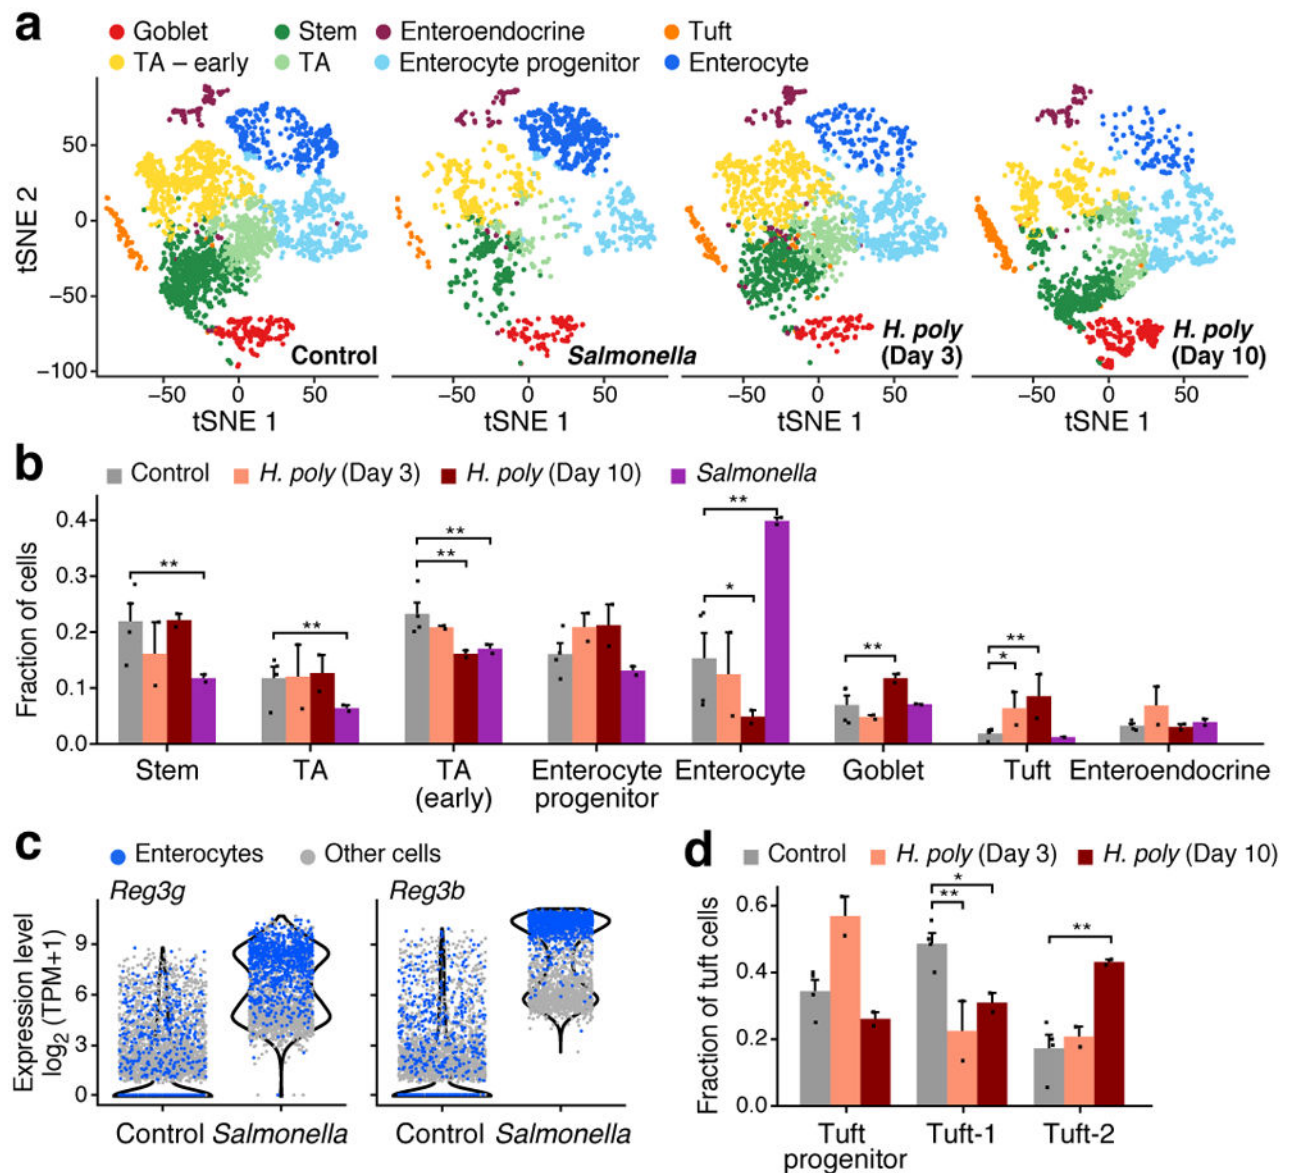 a
Goblet Stem Enteroendocrine Tuft
TA – early TA Enterocyte progenitor Enterocyte
tSNE 2
50
0
−50
−100
Control
Salmonella
H. poly
(Day 3)
H. poly
(Day 10)
−50 0 50 −50 0 50 −50 0 50 −50 0 50
tSNE 1 tSNE 1 tSNE 1 tSNE 1
b
Control H. poly (Day 3) H. poly (Day 10) Salmonella
Fraction of cells
0.4
0.3
0.2
0.1
0.0
** ** ** ** ** * ** ** *
Stem TA TA Enterocyte Enterocyte Goblet Tuft Enteroendocrine
(early) progenitor
c
Enterocytes Other cells
Reg3g Reg3b
Expression level
log2 (TPM+1)
9
6
3
0
Control Salmonella Control Salmonella
d
Control H. poly (Day 3) H. poly (Day 10)
Fraction of tuft cells
0.6
0.4
0.2
0.0
* ** **
Tuft Tuft-1 Tuft-2
progenitor